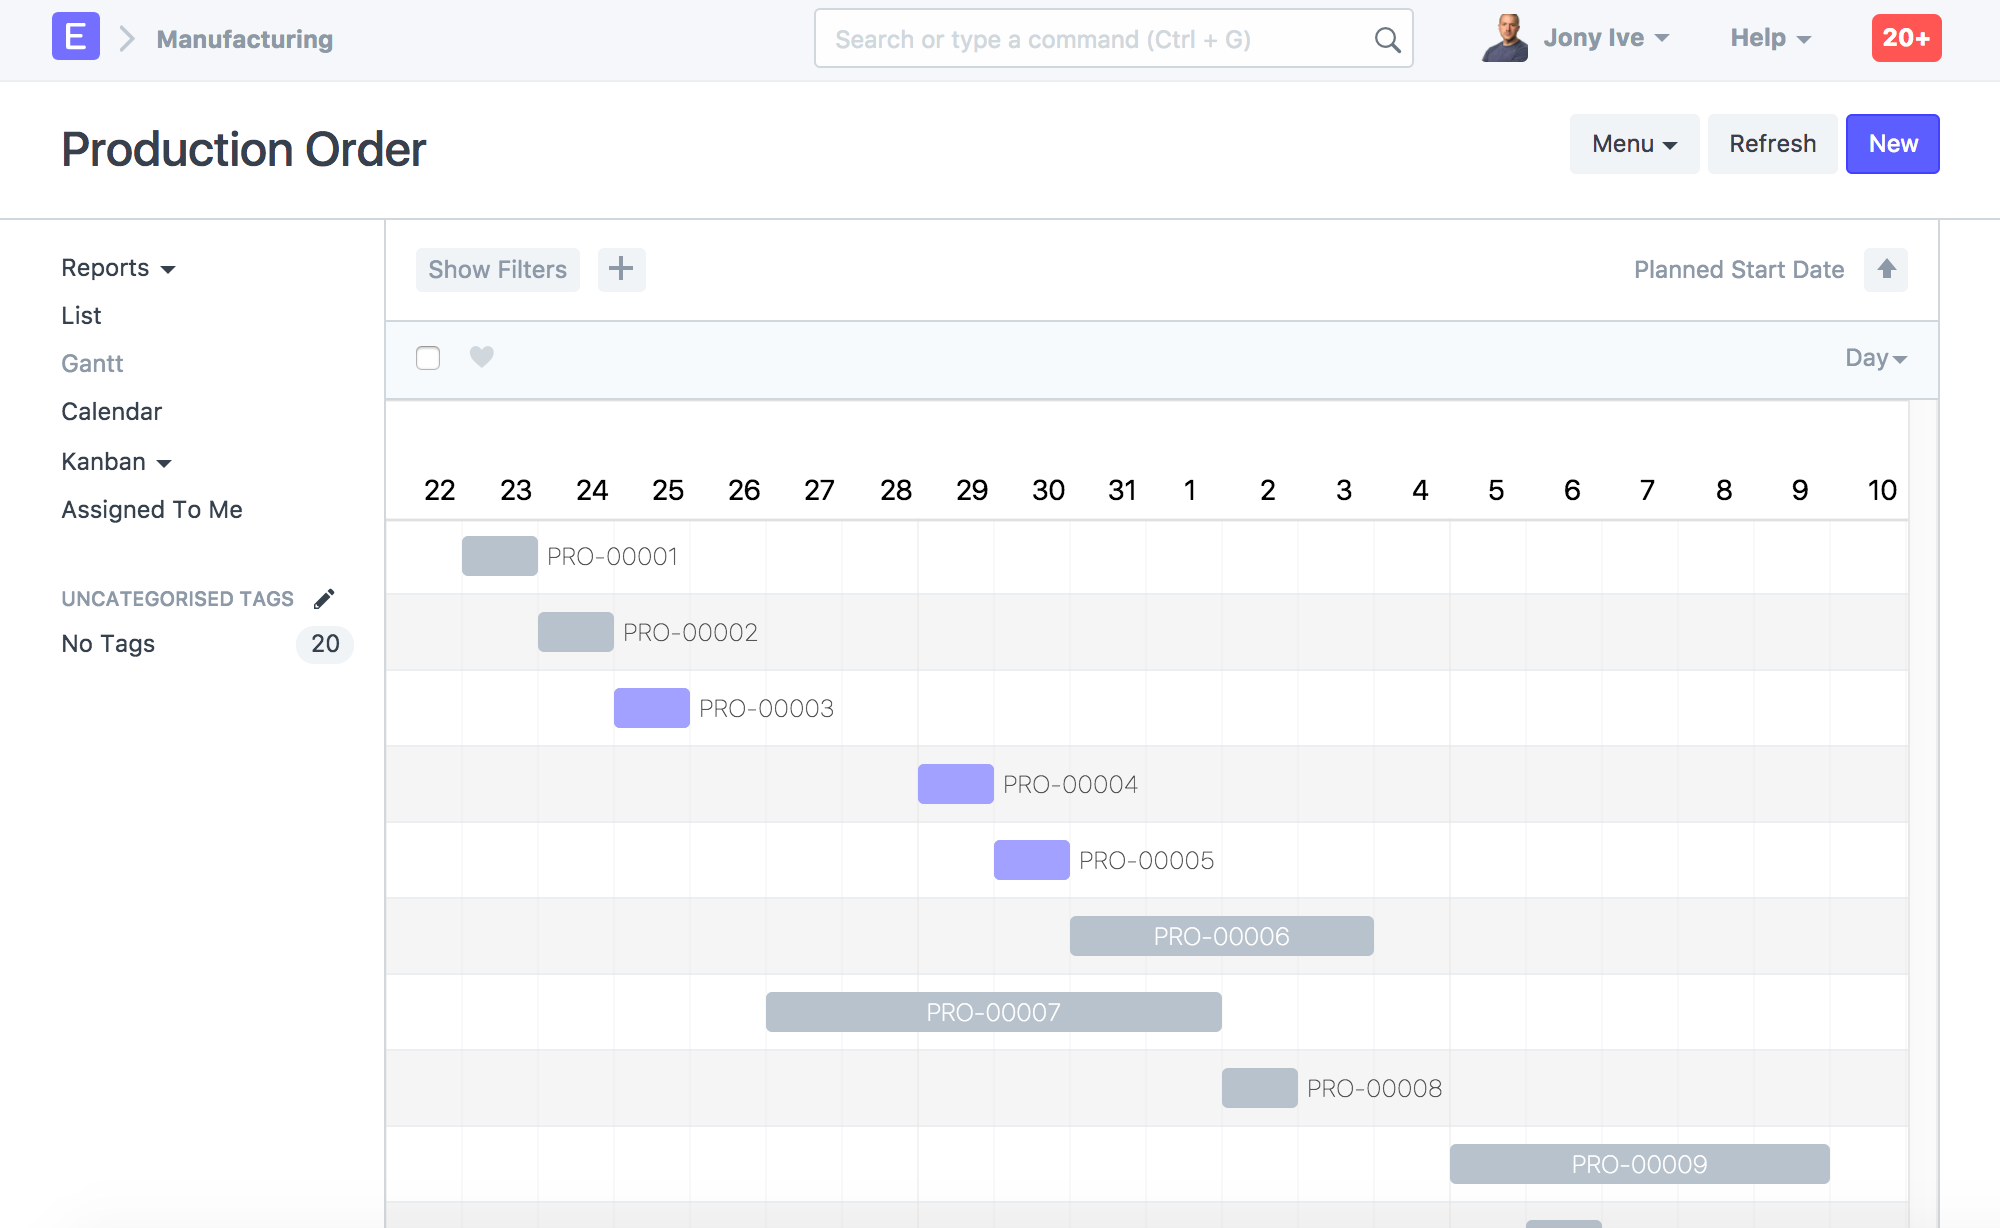 E Manufacturing Search or type a command (Ctrl + G) Jony Ive Help 20+
Production Order Menu Refresh New
Reports
List
Gantt
Calendar
Kanban
Assigned To Me
UNCATEGORISED TAGS
No Tags 20
Show Filters Planned Start Date
Day
22 23 24 25 26 27 28 29 30 31 1 2 3 4 5 6 7 8 9 10
PRO-00001
PRO-00002
PRO-00003
PRO-00004
PRO-00005
PRO-00006
PRO-00007
PRO-00008
PRO-00009